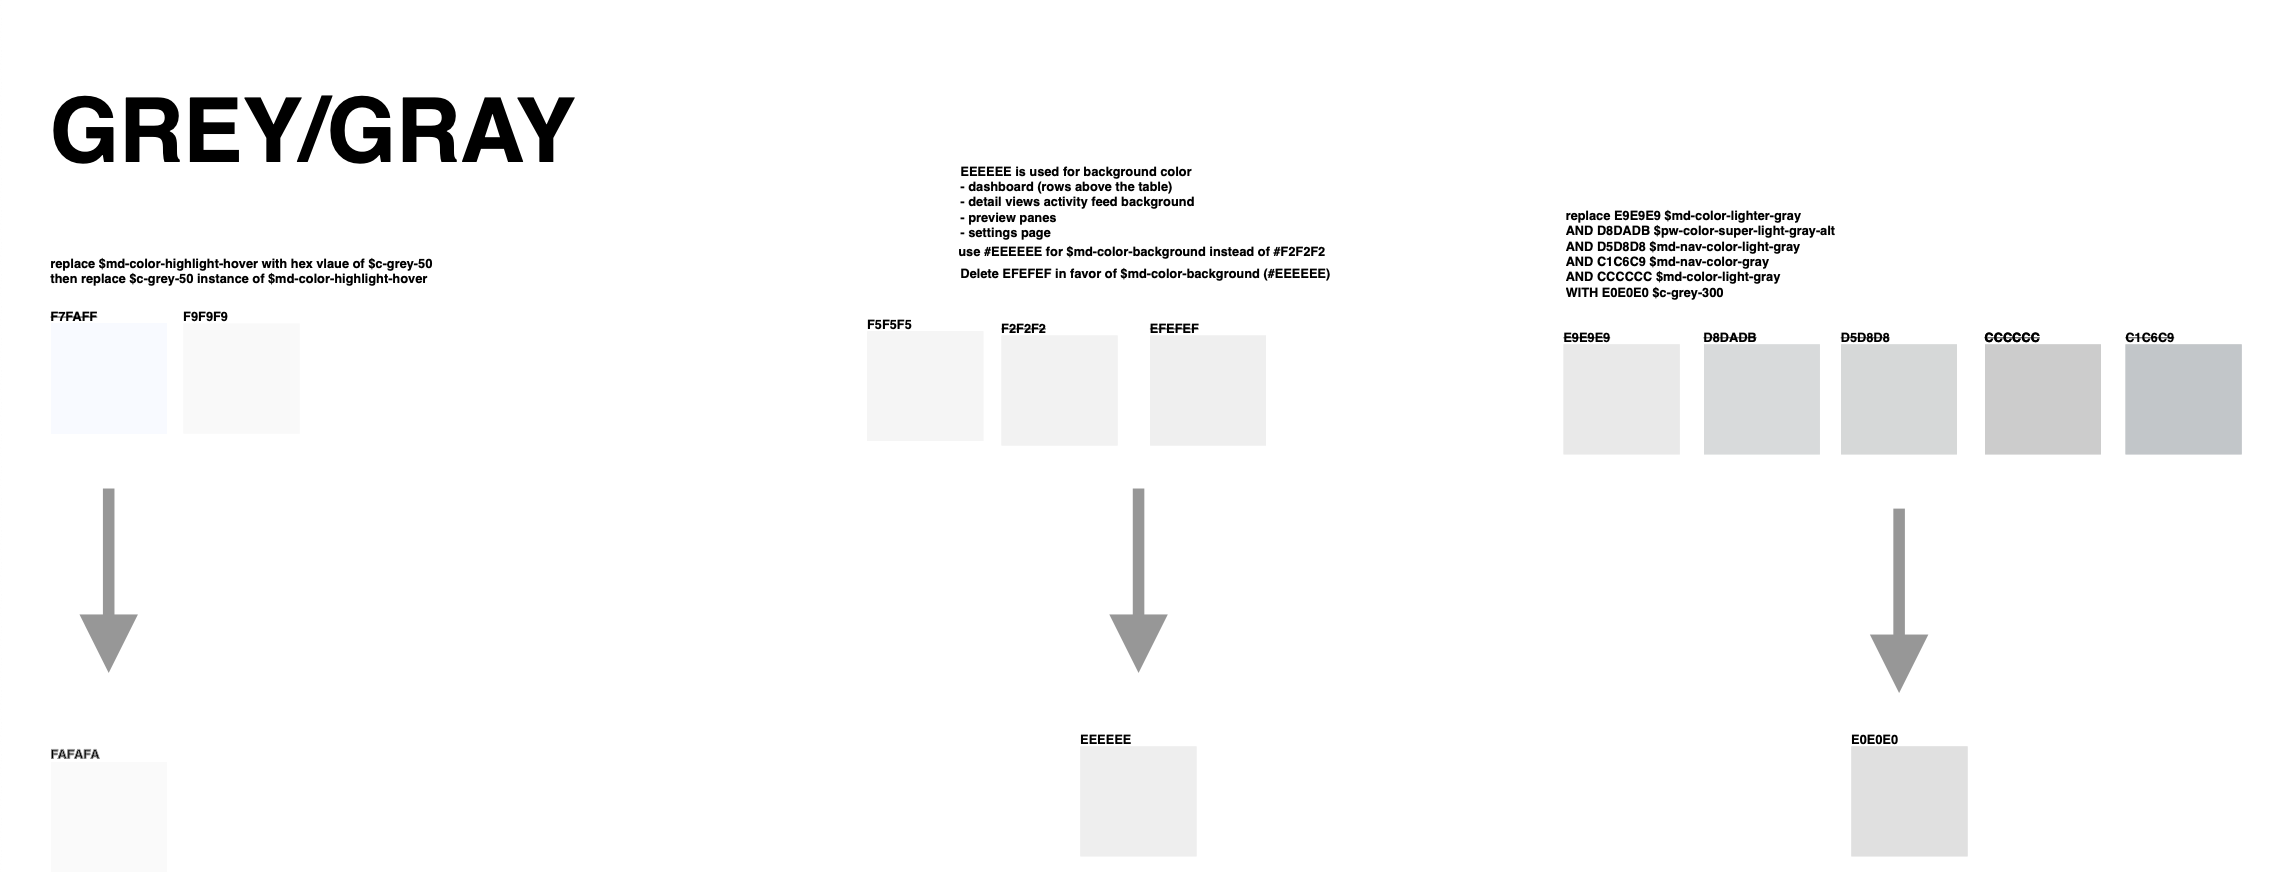 GREY/GRAY
replace $md-color-highlight-hover with hex vlaue of $c-grey-50
then replace $c-grey-50 instance of $md-color-highlight-hover
F7FAFF
F9F9F9
FAFAFA
EEEEEE is used for background color
- dashboard (rows above the table)
- detail views activity feed background
- preview panes
- settings page
use #EEEEEE for $md-color-background instead of #F2F2F2
Delete EFEFEF in favor of $md-color-background (#EEEEEE)
F5F5F5
F2F2F2
EFEFEF
EEEEEE
replace E9E9E9 $md-color-lighter-gray
AND D8DADB $pw-color-super-light-gray-alt
AND D5D8D8 $md-nav-color-light-gray
AND C1C6C9 $md-nav-color-gray
AND CCCCCC $md-color-light-gray
WITH E0E0E0 $c-grey-300
E9E9E9
D8DADB
D5D8D8
CCCCCC
C1C6C9
E0E0E0